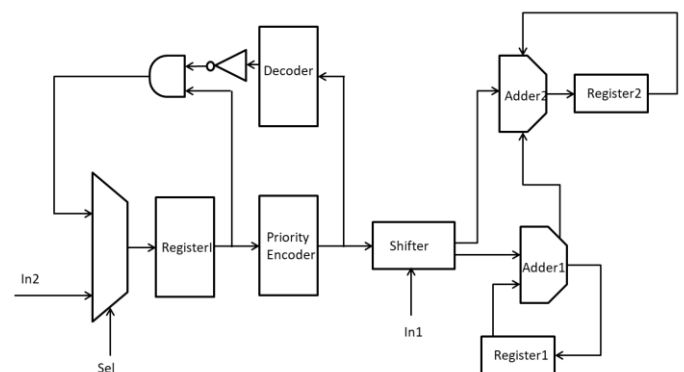 Decoder
Adder2
Register2
RegisterI
Priority
Encoder
Shifter
Adder1
In2
In1
Register1
Sel